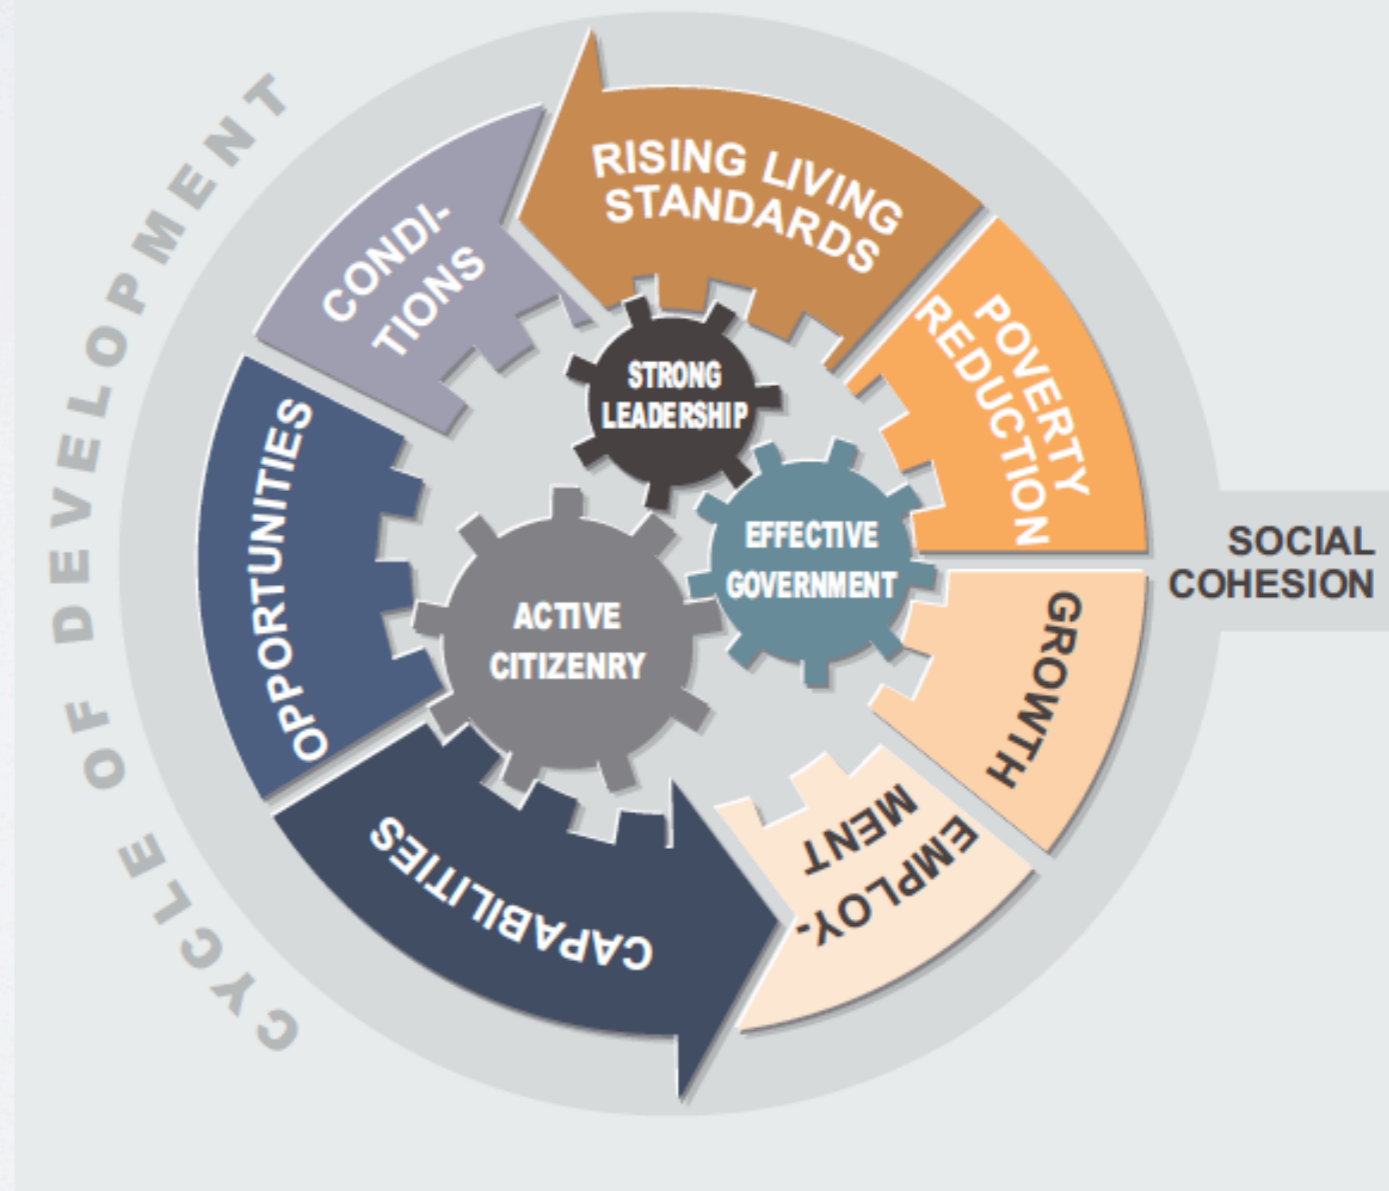 CYCLE OF DEVELOPMENT
RISING LIVING
STANDARDS
POVERTY
REDUCTION
GROWTH
EMPLOY-
MENT
CAPABILITIES
OPPORTUNITIES
CONDI-
TIONS
STRONG
LEADERSHIP
EFFECTIVE
GOVERNMENT
ACTIVE
CITIZENRY
SOCIAL
COHESION